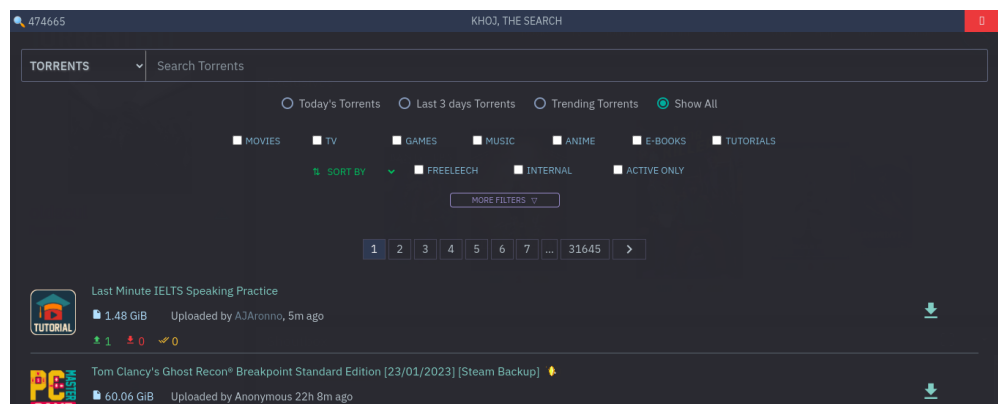 474665 KHOJ, THE SEARCH
TORRENTS Search Torrents
Today's Torrents Last 3 days Torrents Trending Torrents Show All
MOVIES TV GAMES MUSIC ANIME E-BOOKS TUTORIALS
SORT BY FREELEECH INTERNAL ACTIVE ONLY
MORE FILTERS
1 2 3 4 5 6 7 ... 31645 >
Last Minute IELTS Speaking Practice
1.48 GiB Uploaded by AJAronno, 5m ago
TUTORIAL
1 0 0
Tom Clancy's Ghost Recon® Breakpoint Standard Edition [23/01/2023] [Steam Backup]
PC MASTER
60.06 GiB Uploaded by Anonymous 22h 8m ago